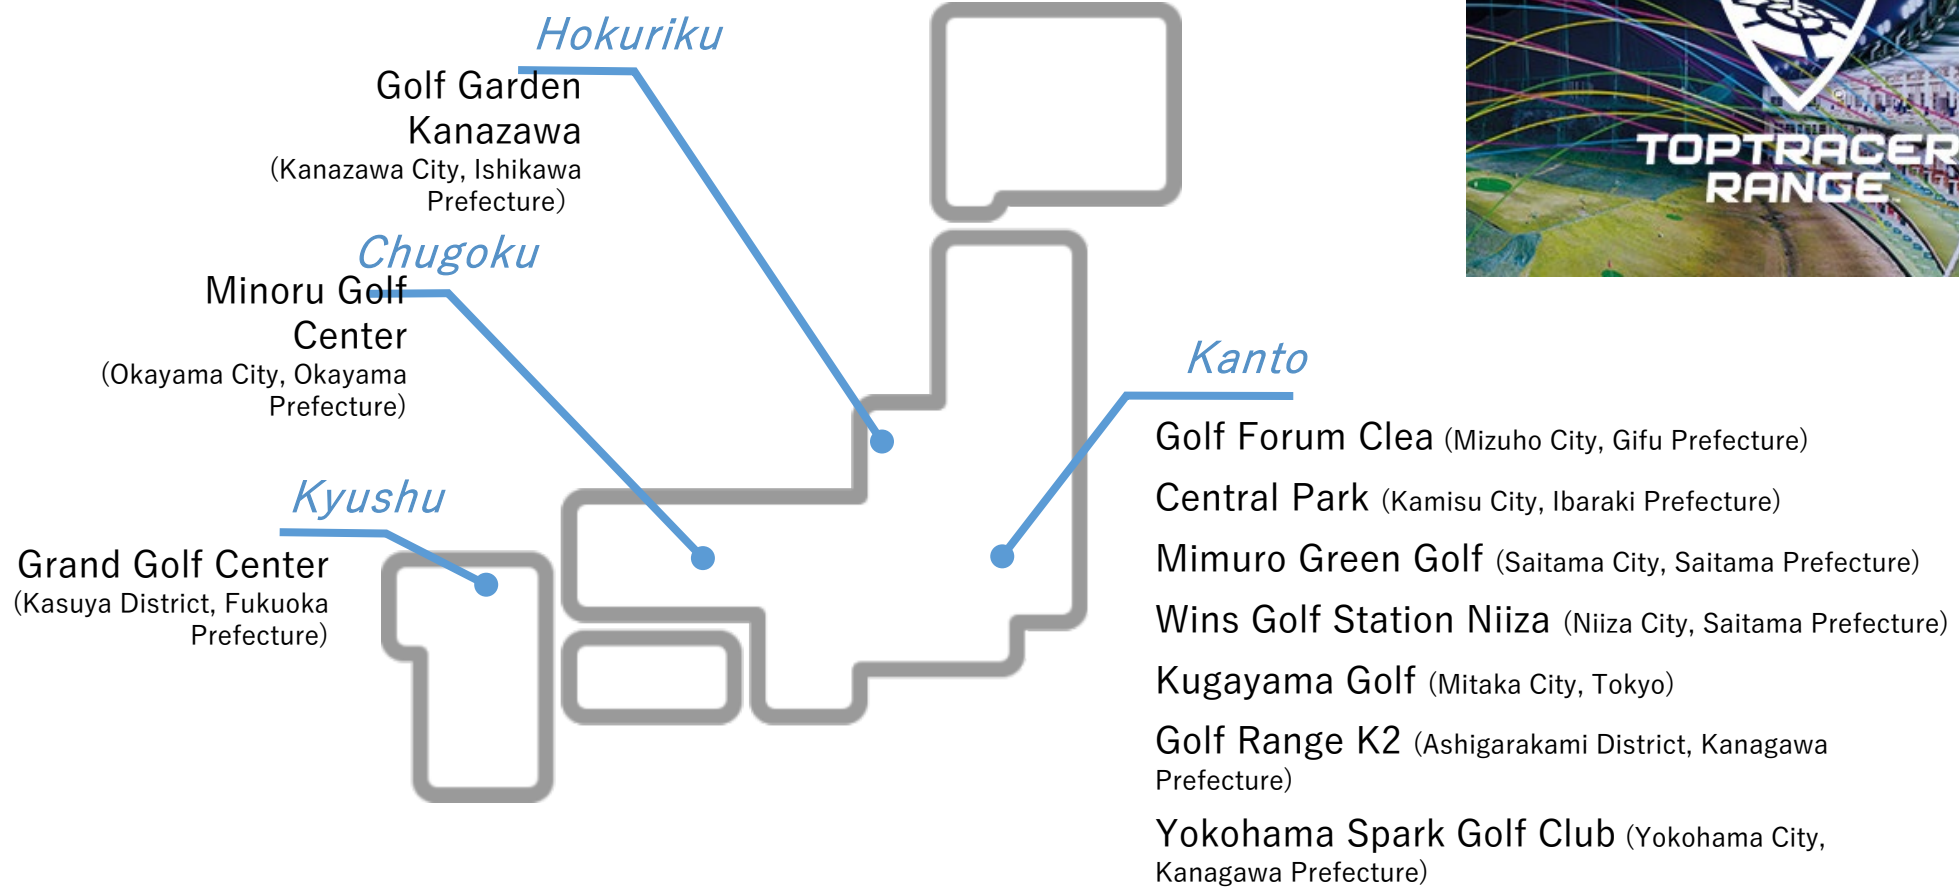 Hokuriku
Golf Garden
Kanazawa
(Kanazawa City, Ishikawa
Prefecture)
Chugoku
Minoru Golf
Center
(Okayama City, Okayama
Prefecture)
Kyushu
Grand Golf Center
(Kasuya District, Fukuoka
Prefecture)
TOPTRACER
RANGE
Kanto
Golf Forum Clea (Mizuho City, Gifu Prefecture)
Central Park (Kamisu City, Ibaraki Prefecture)
Mimuro Green Golf (Saitama City, Saitama Prefecture)
Wins Golf Station Niiza (Niiza City, Saitama Prefecture)
Kugayama Golf (Mitaka City, Tokyo)
Golf Range K2 (Ashigarakami District, Kanagawa
Prefecture)
Yokohama Spark Golf Club (Yokohama City,
Kanagawa Prefecture)